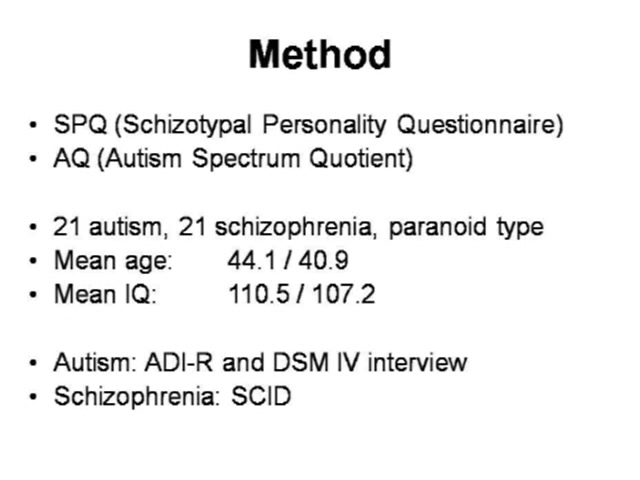 Method
• SPQ (Schizotypal Personality Questionnaire)
• AQ (Autism Spectrum Quotient)
• 21 autism, 21 schizophrenia, paranoid type
• Mean age: 44.1 / 40.9
• Mean IQ: 110.5 / 107.2
• Autism: ADI-R and DSM IV interview
• Schizophrenia: SCID